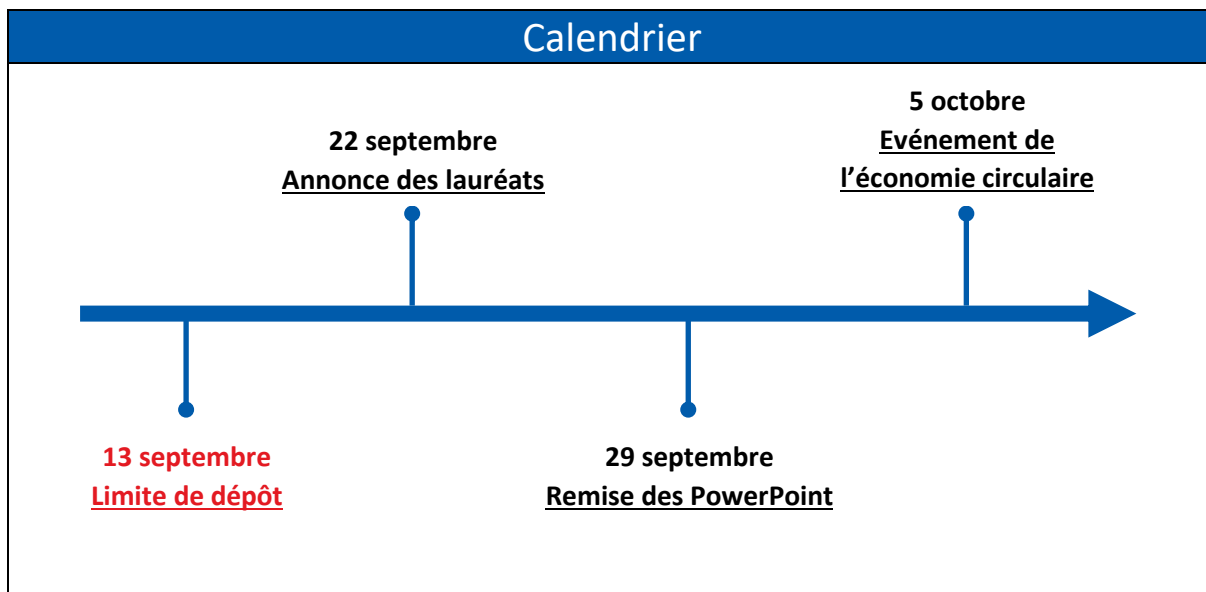 Calendrier
5 octobre
Evénement de
l’économie circulaire
22 septembre
Annonce des lauréats
13 septembre
Limite de dépôt
29 septembre
Remise des PowerPoint